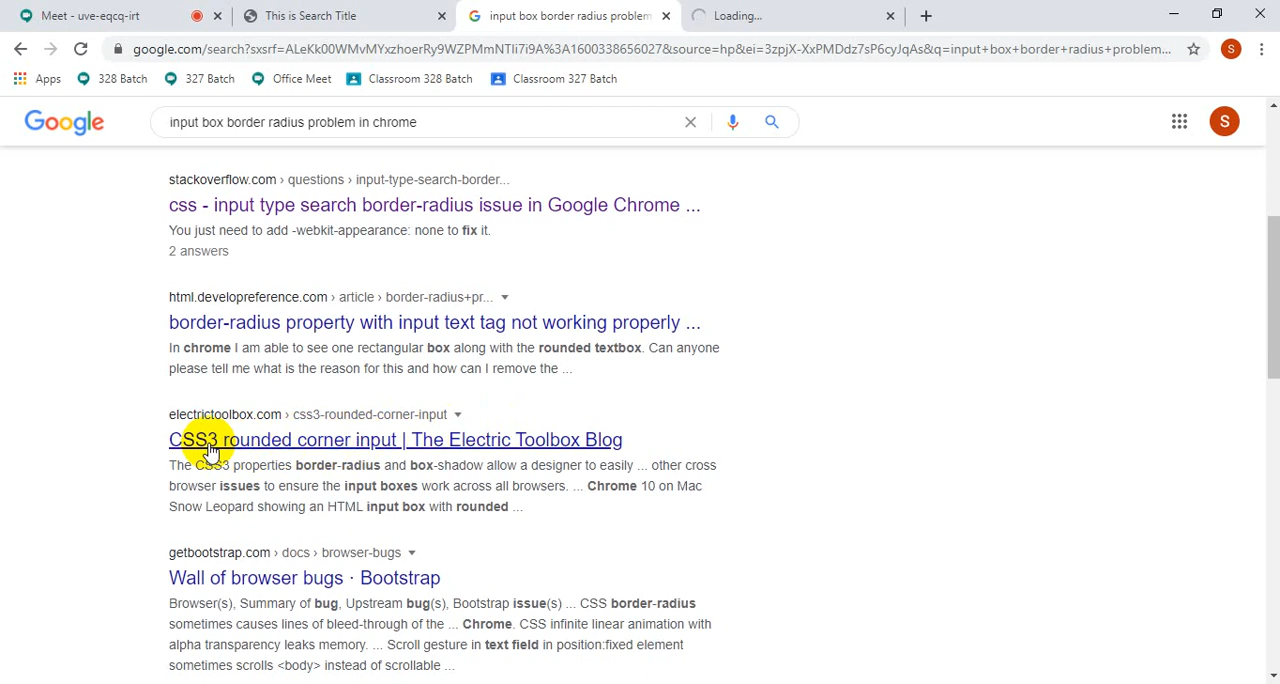 Meet - uve-eqcq-irt
This is Search Title
input box border radius problem
Loading...
google.com/search?sxsrf=ALeKk00WMvMYxzhoerRy9WZPMmNTIi7i9A%3A1600338656027&source=hp&ei=3zpjX-XxPMDdz7sP6cyJqAs&q=input+box+border+radius+problem...
S
Apps
328 Batch
327 Batch
Office Meet
Classroom 328 Batch
Classroom 327 Batch
Google
input box border radius problem in chrome
S
stackoverflow.com › questions › input-type-search-border...
css - input type search border-radius issue in Google Chrome ...
You just need to add -webkit-appearance: none to fix it.
2 answers
html.developreference.com › article › border-radius+pr...
border-radius property with input text tag not working properly ...
In chrome I am able to see one rectangular box along with the rounded textbox. Can anyone
please tell me what is the reason for this and how can I remove the ...
electrictoolbox.com › css3-rounded-corner-input
CSS3 rounded corner input | The Electric Toolbox Blog
The CSS3 properties border-radius and box-shadow allow a designer to easily ... other cross
browser issues to ensure the input boxes work across all browsers. ... Chrome 10 on Mac
Snow Leopard showing an HTML input box with rounded ...
getbootstrap.com › docs › browser-bugs
Wall of browser bugs · Bootstrap
Browser(s), Summary of bug, Upstream bug(s), Bootstrap issue(s) ... CSS border-radius
sometimes causes lines of bleed-through of the ... Chrome. CSS infinite linear animation with
alpha transparency leaks memory. ... Scroll gesture in text field in position:fixed element
sometimes scrolls <body> instead of scrollable ...